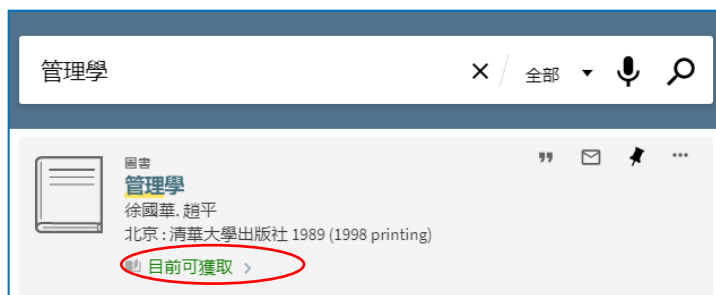 管理學
全部
圖書
管理學
徐國華. 趙平
北京 : 清華大學出版社 1989 (1998 printing)
目前可獲取